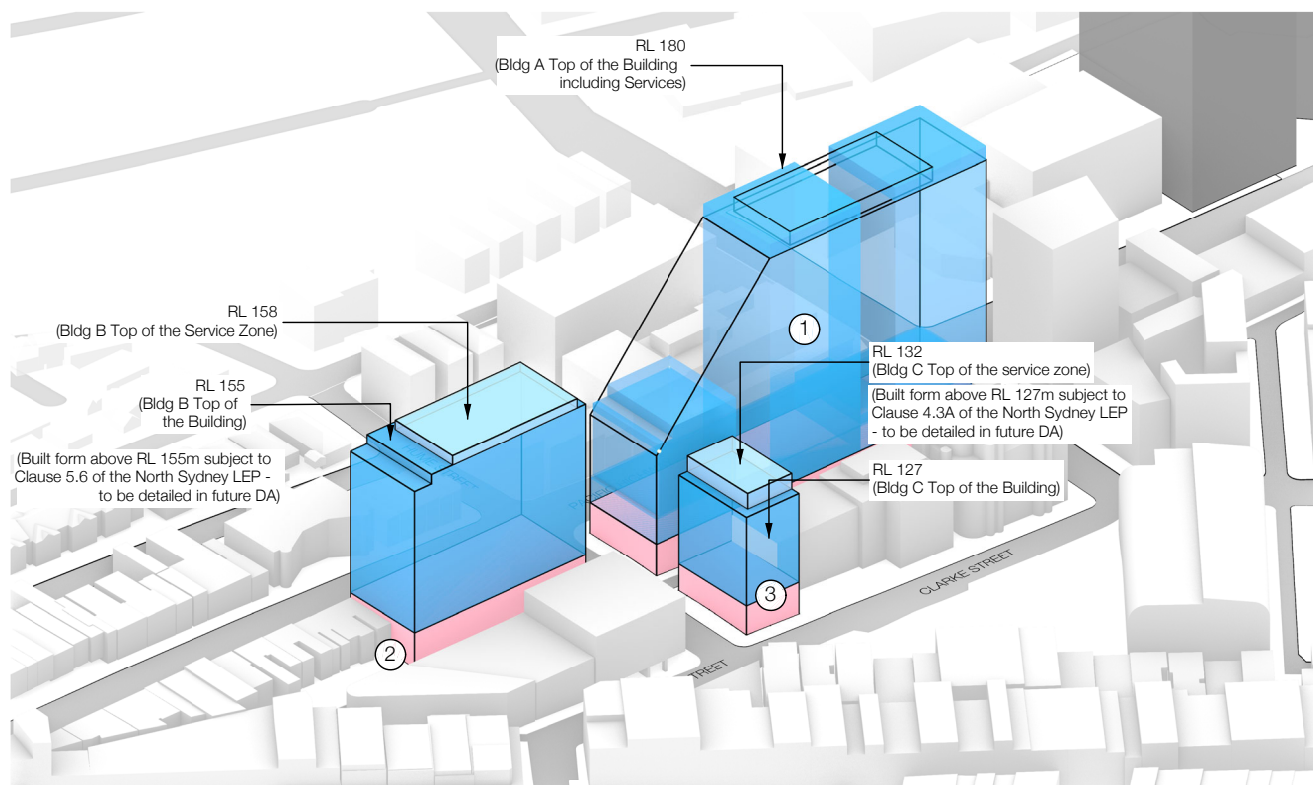 RL 180
(Bldg A Top of the Building
including Services)
RL 158
(Bldg B Top of the Service Zone)
RL 155
(Bldg B Top of
the Building)
(Built form above RL 155m subject to
Clause 5.6 of the North Sydney LEP -
to be detailed in future DA)
1
RL 132
(Bldg C Top of the service zone)
(Built form above RL 127m subject to
Clause 4.3A of the North Sydney LEP
- to be detailed in future DA)
RL 127
(Bldg C Top of the Building)
CLARKE STREET
3
2